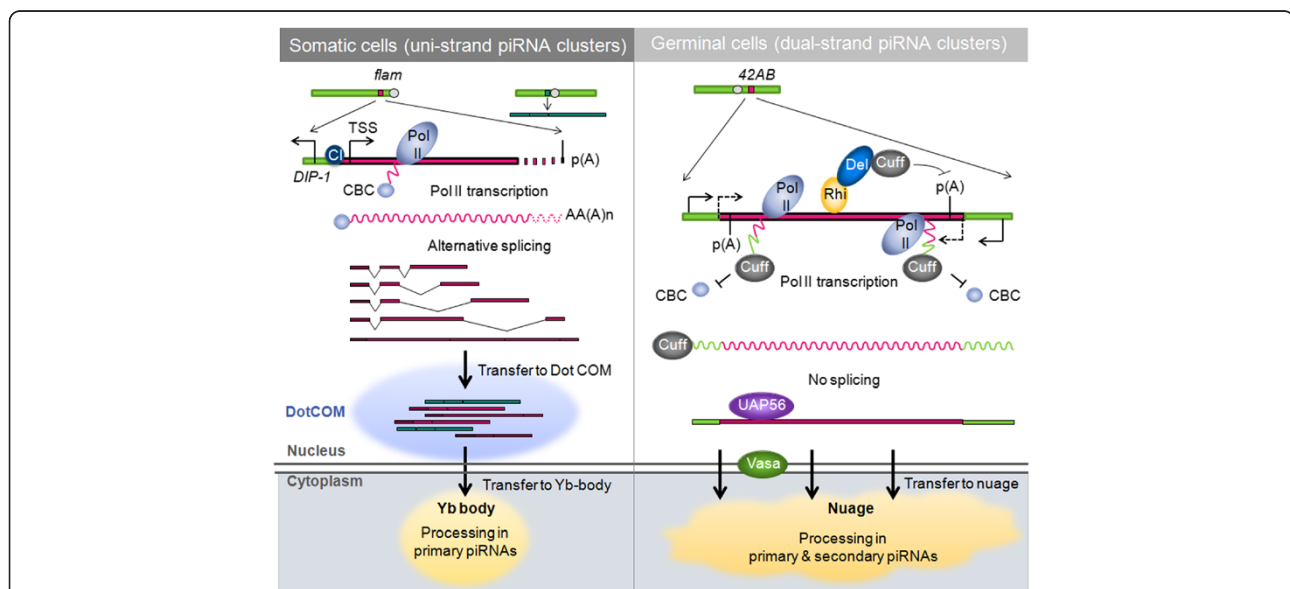 Somatic cells (uni-strand piRNA clusters)
Germinal cells (dual-strand piRNA clusters)
flam
DIP-1
CI
TSS
Pol
II
p(A)
CBC
Pol II transcription
AA(A)n
Alternative splicing
Transfer to Dot COM
DotCOM
Nucleus
Cytoplasm
Transfer to Yb-body
Yb body
Processing in
primary piRNAs
42AB
Pol
II
Rhi
Del
Cuff
p(A)
p(A)
Pol
II
Cuff
Cuff
CBC
Pol II transcription
CBC
Cuff
No splicing
UAP56
Vasa
Transfer to nuage
Nuage
Processing in
primary & secondary piRNAs